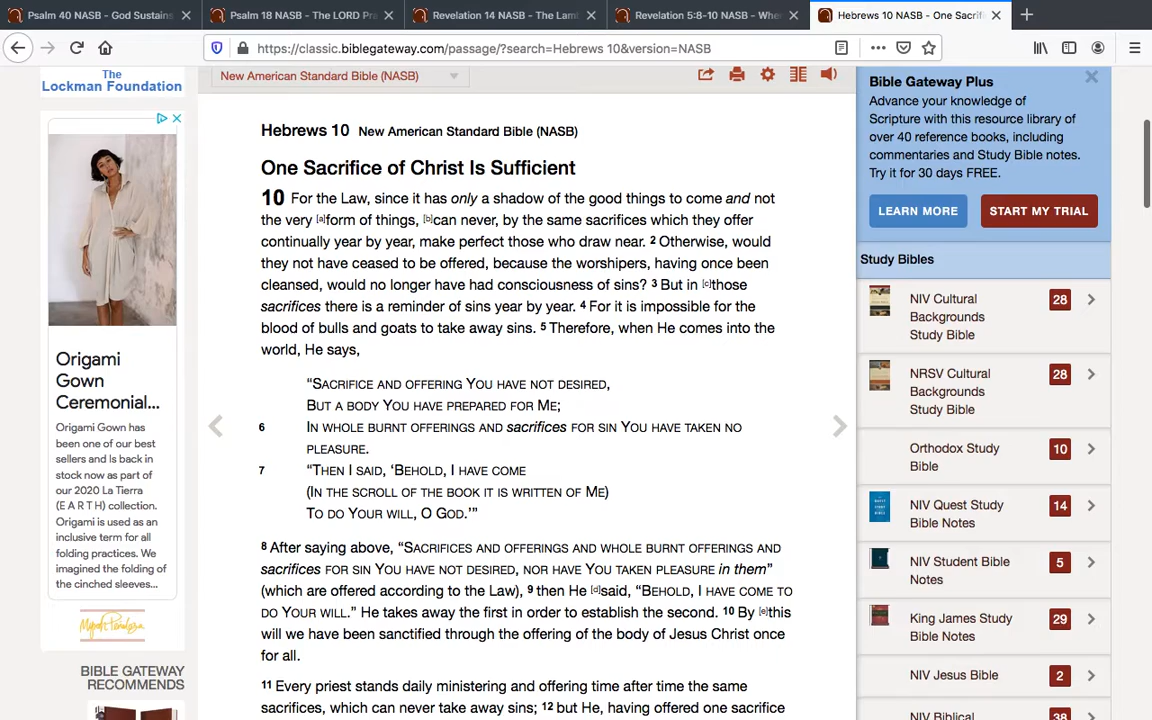 Psalm 40 NASB - God Sustains
Psalm 18 NASB - The LORD Pra
Revelation 14 NASB - The Lam
Revelation 5:8-10 NASB - Whe
Hebrews 10 NASB - One Sacrifi
https://classic.biblegateway.com/passage/?search=Hebrews 10&version=NASB
The
Lockman Foundation
Origami
Gown
Ceremonial...
Origami Gown has
been one of our best
sellers and Is back in
stock now as part of
our 2020 La Tierra
(E A R T H) collection.
Origami is used as an
inclusive term for all
folding practices. We
imagined the folding of
the cinched sleeves...
BIBLE GATEWAY
RECOMMENDS
New American Standard Bible (NASB)
Hebrews 10 New American Standard Bible (NASB)
One Sacrifice of Christ Is Sufficient
10 For the Law, since it has only a shadow of the good things to come and not
the very [a]form of things, [b]can never, by the same sacrifices which they offer
continually year by year, make perfect those who draw near. 2 Otherwise, would
they not have ceased to be offered, because the worshipers, having once been
cleansed, would no longer have had consciousness of sins? 3 But in [c]those
sacrifices there is a reminder of sins year by year. 4 For it is impossible for the
blood of bulls and goats to take away sins. 5 Therefore, when He comes into the
world, He says,
“SACRIFICE AND OFFERING YOU HAVE NOT DESIRED,
BUT A BODY YOU HAVE PREPARED FOR ME;
6 IN WHOLE BURNT OFFERINGS AND sacrifices FOR SIN YOU HAVE TAKEN NO
PLEASURE.
7 “THEN I SAID, ‘BEHOLD, I HAVE COME
(IN THE SCROLL OF THE BOOK IT IS WRITTEN OF ME)
TO DO YOUR WILL, O GOD.’”
8 After saying above, “SACRIFICES AND OFFERINGS AND WHOLE BURNT OFFERINGS AND
sacrifices FOR SIN YOU HAVE NOT DESIRED, NOR HAVE YOU TAKEN PLEASURE in them”
(which are offered according to the Law), 9 then He [d]said, “BEHOLD, I HAVE COME TO
DO YOUR WILL.” He takes away the first in order to establish the second. 10 By [e]this
will we have been sanctified through the offering of the body of Jesus Christ once
for all.
11 Every priest stands daily ministering and offering time after time the same
sacrifices, which can never take away sins; 12 but He, having offered one sacrifice
Bible Gateway Plus
Advance your knowledge of
Scripture with this resource library of
over 40 reference books, including
commentaries and Study Bible notes.
Try it for 30 days FREE.
LEARN MORE
START MY TRIAL
Study Bibles
NIV Cultural
Backgrounds
Study Bible
28
NRSV Cultural
Backgrounds
Study Bible
28
Orthodox Study
Bible
10
NIV Quest Study
Bible Notes
14
NIV Student Bible
Notes
5
King James Study
Bible Notes
29
NIV Jesus Bible
2
NIV Biblical
38